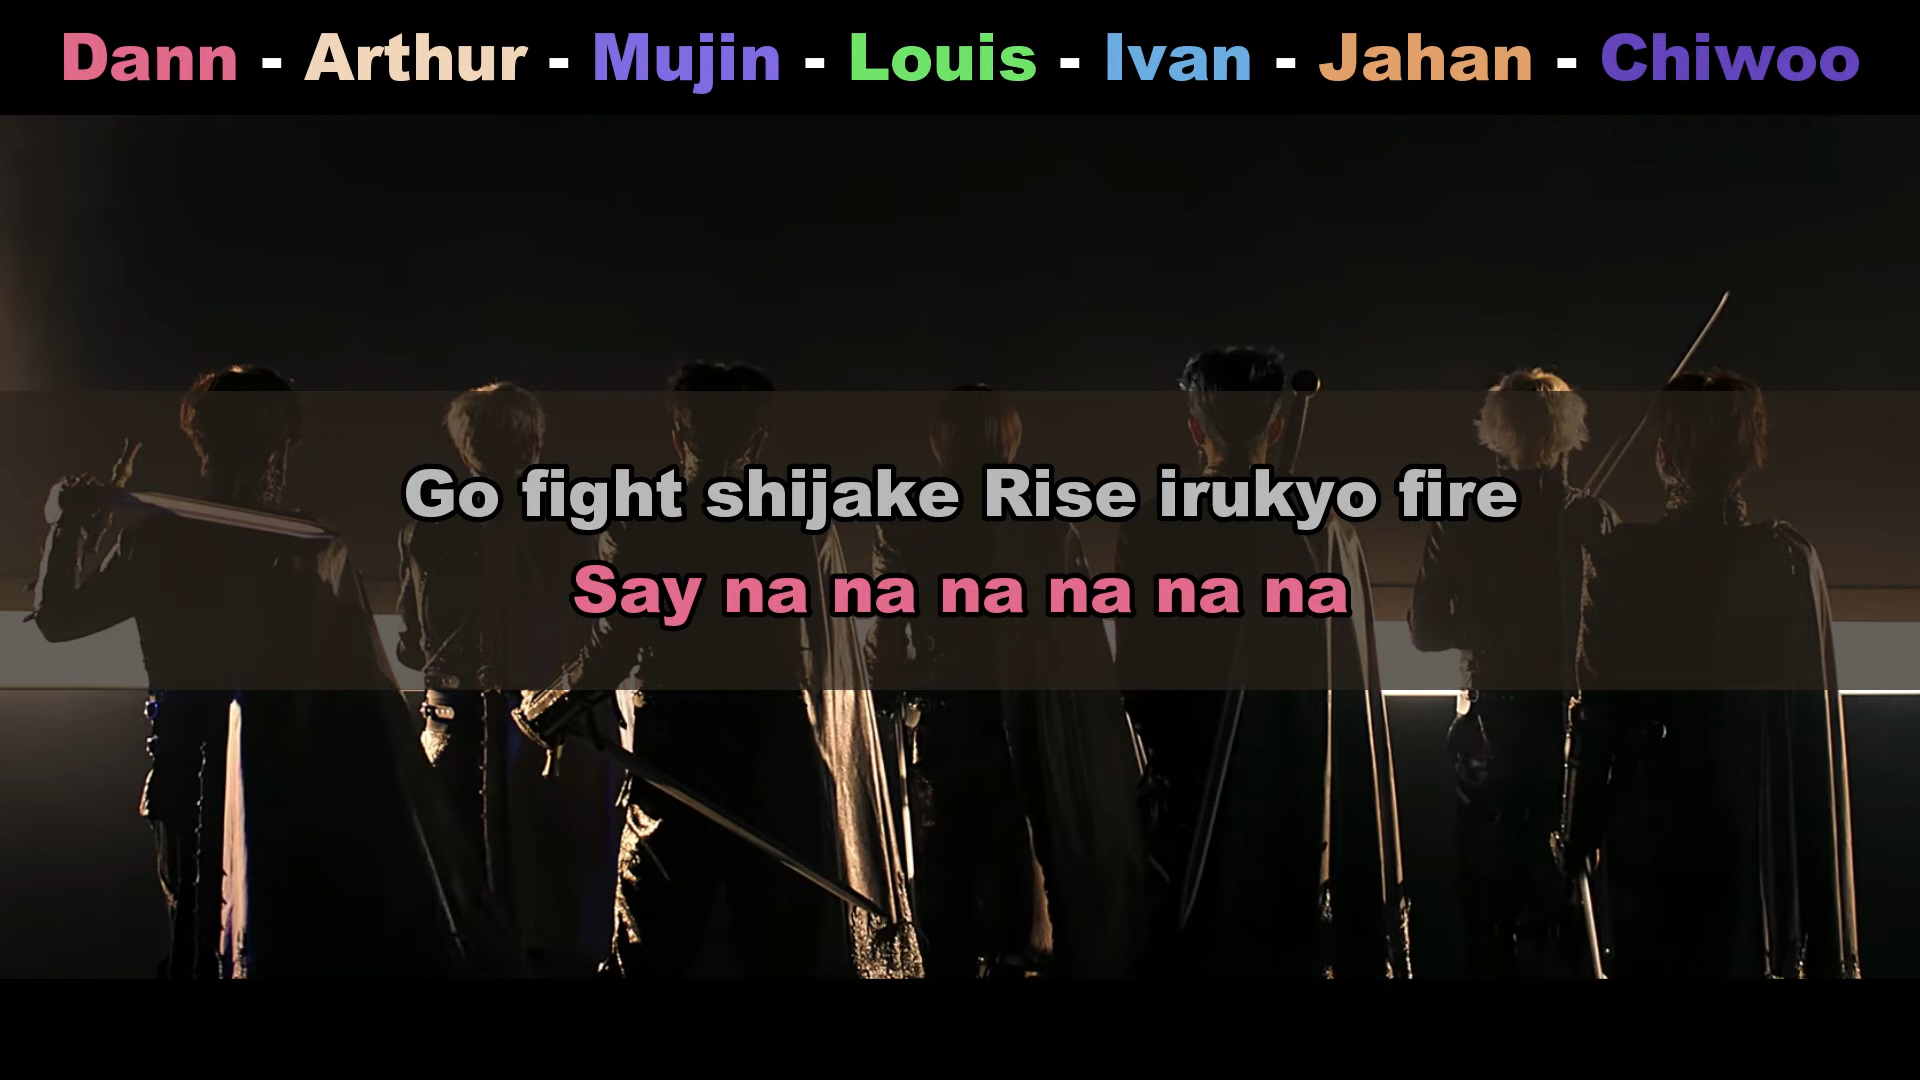 Dann - Arthur - Mujin - Louis - Ivan - Jahan - Chiwoo
Go fight shijake Rise irukyo fire
Say na na na na na na